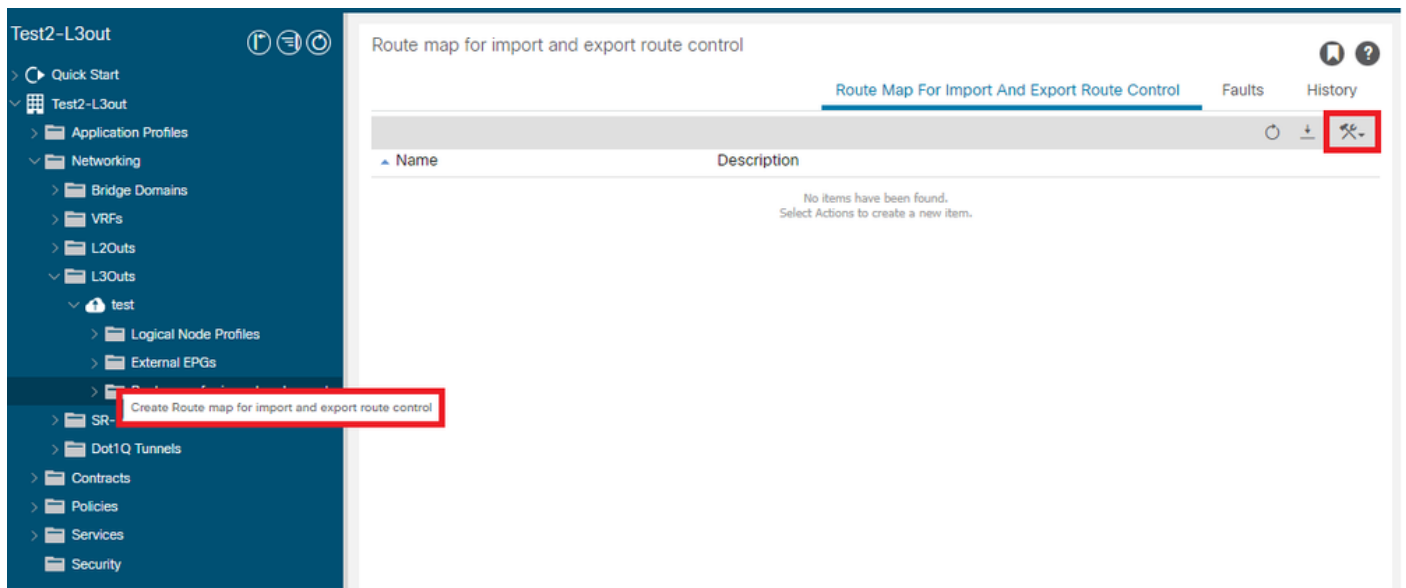 Test2-L3out
Quick Start
Test2-L3out
Application Profiles
Networking
Bridge Domains
VRFs
L2Outs
L3Outs
test
Logical Node Profiles
External EPGs
Create Route map for import and export route control
SR-
Dot1Q Tunnels
Contracts
Policies
Services
Security
Route map for import and export route control
Route Map For Import And Export Route Control
Faults
History
Name
Description
No items have been found.
Select Actions to create a new item.